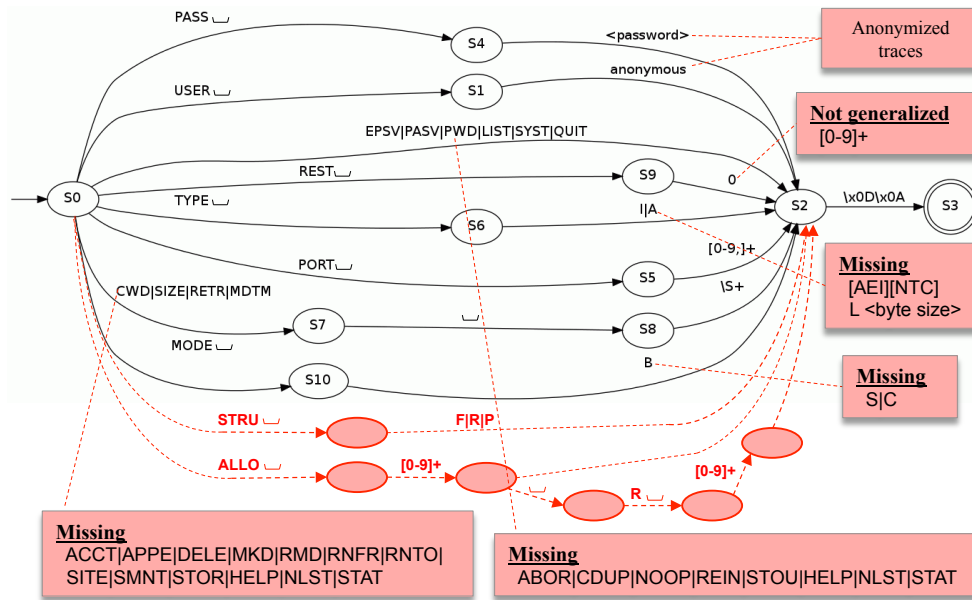 PASS ⎵
S4
<password>
Anonymized
traces
USER ⎵
S1
anonymous
EPSV|PASV|PWD|LIST|SYST|QUIT
Not generalized
[0-9]+
REST⎵
S9
0
S0
TYPE ⎵
S6
I|A
S2
\x0D\x0A
S3
PORT⎵
S5
[0-9,]+
Missing
[AE|][NTC]
L <byte size>
CWD|SIZE|RETR|MDTM
S7
⎵
S8
\S+
MODE ⎵
S10
B
Missing
S|C
STRU ⎵
F|R|P
ALLO ⎵
[0-9]+
⎵
R ⎵
[0-9]+
Missing
ACCT|APPE|DELE|MKD|RMD|RNFR|RNTO|
SITE|SMNT|STOR|HELP|NLST|STAT
Missing
ABOR|CDUP|NOOP|REIN|STOU|HELP|NLST|STAT